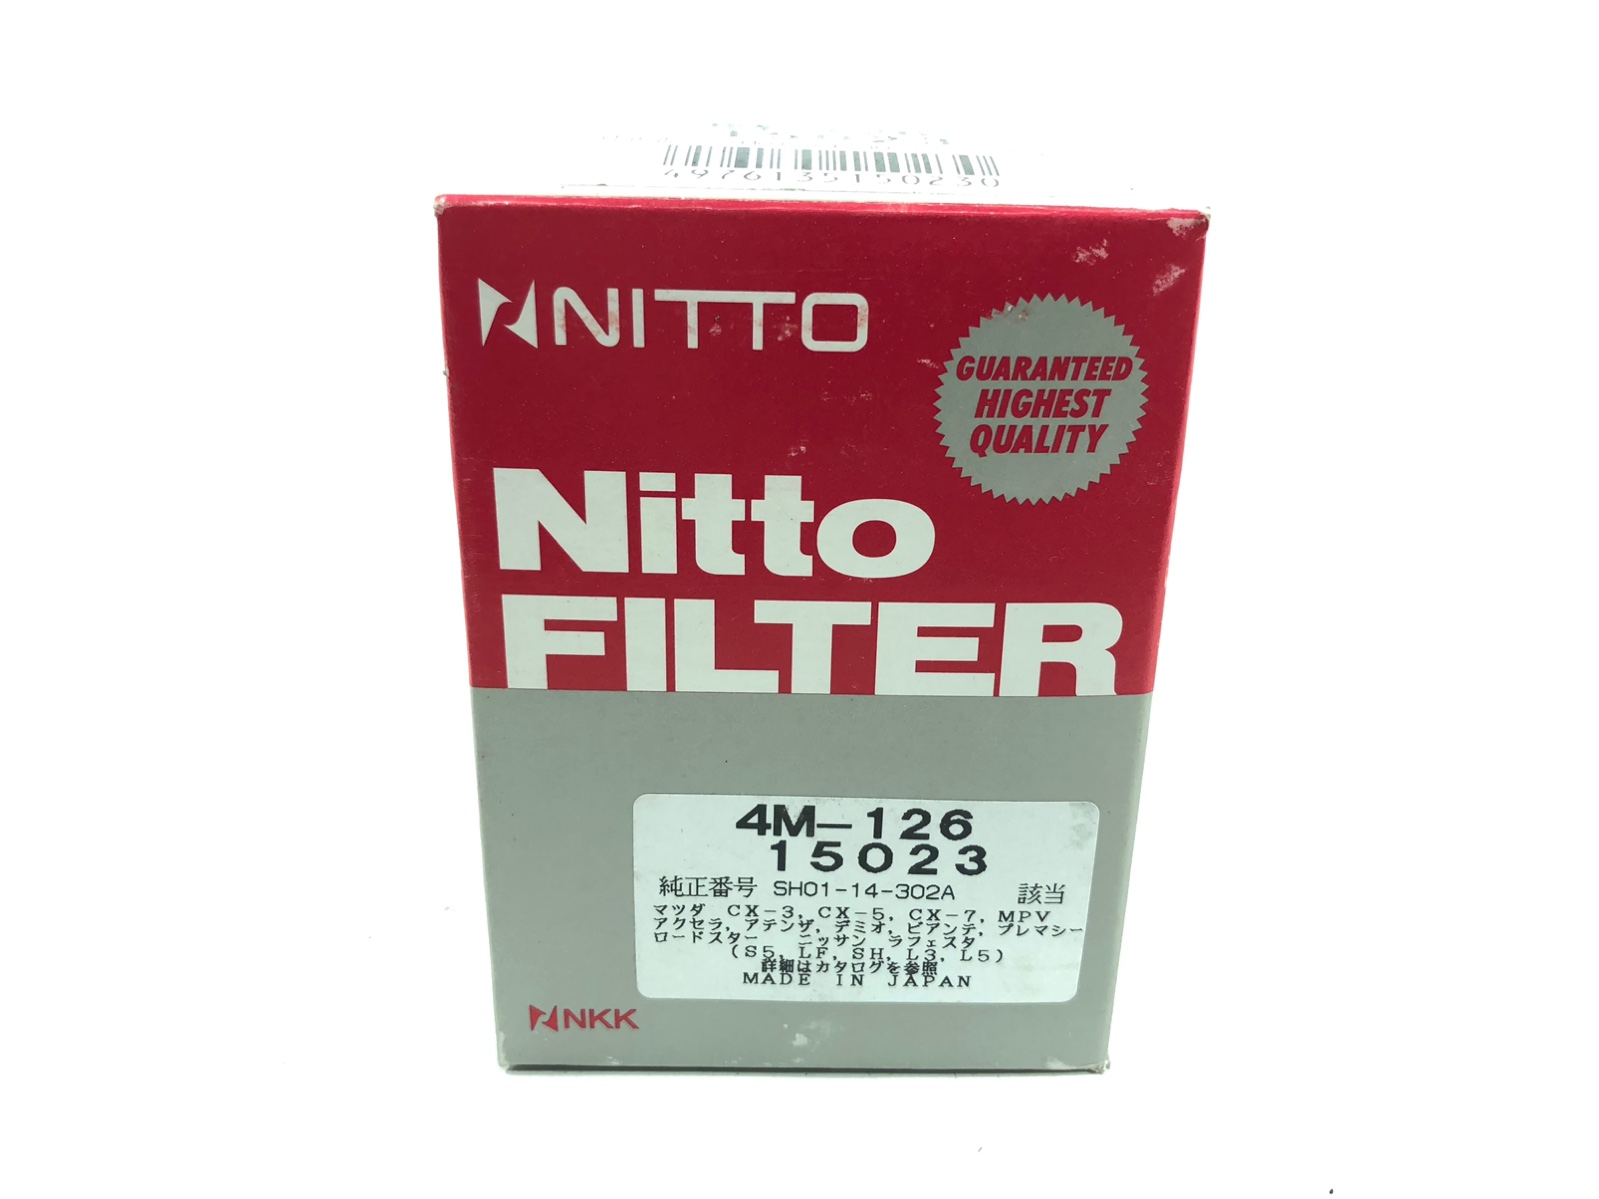 4976135150230
NITTO
GUARANTEED
HIGHEST
QUALITY
Nitto
FILTER
4M-126
15023
純正番号 SH01-14-302A 該当
マツダ CX-3, CX-5, CX-7, MPV
アクセラ, アテンザ, デミオ, ビアンテ, プレマシー
ロードスター ニッサン ラフェスタ
(S5, LF, SH, L3, L5)
詳細はカタログを参照
MADE IN JAPAN
NKK